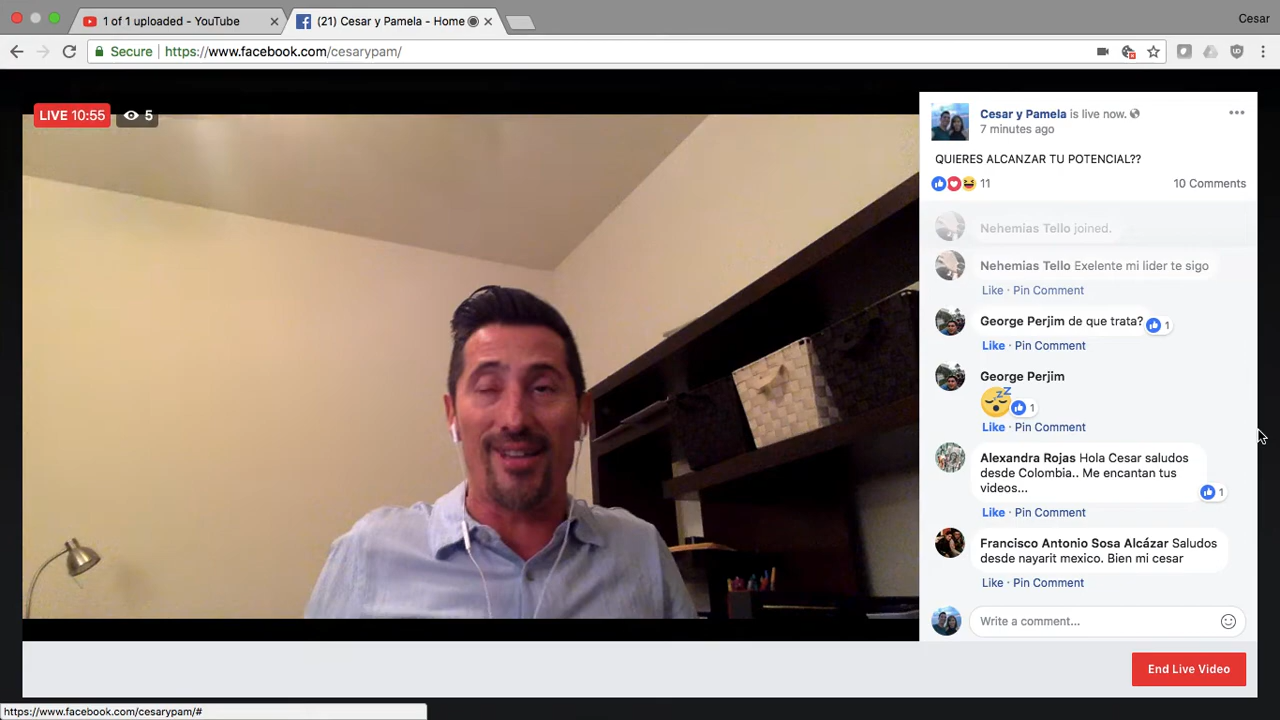 1 of 1 uploaded - YouTube
(21) Cesar y Pamela - Home
Cesar
Secure
https://www.facebook.com/cesarypam/
LIVE 10:55
5
Cesar y Pamela is live now.
7 minutes ago
QUIERES ALCANZAR TU POTENCIAL??
11
10 Comments
Nehemias Tello joined.
Nehemias Tello Exelente mi lider te sigo
Like · Pin Comment
George Perjim de que trata?
1
Like · Pin Comment
George Perjim
1
Like · Pin Comment
Alexandra Rojas Hola Cesar saludos
desde Colombia.. Me encantan tus
videos...
1
Like · Pin Comment
Francisco Antonio Sosa Alcázar Saludos
desde nayarit mexico. Bien mi cesar
Like · Pin Comment
Write a comment...
End Live Video
https://www.facebook.com/cesarypam/#